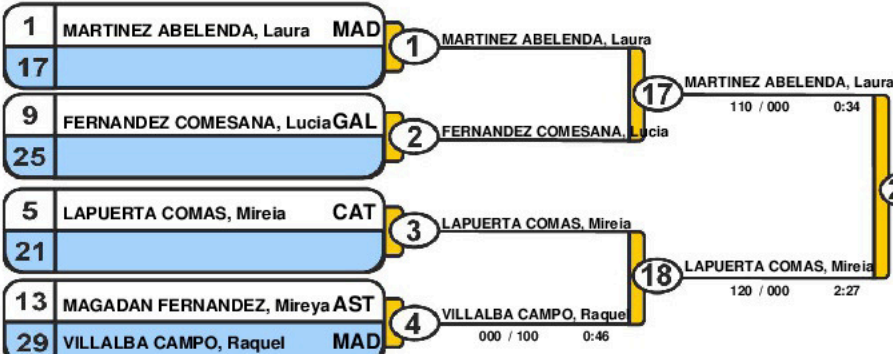 1 MARTINEZ ABELENDA, Laura MAD
17
1
MARTINEZ ABELENDA, Laura
9 FERNANDEZ COMESANA, Lucia GAL
25
2
FERNANDEZ COMESANA, Lucia
17
MARTINEZ ABELENDA, Laura
110 / 000 0:34
5 LAPUERTA COMAS, Mireia CAT
21
3
LAPUERTA COMAS, Mireia
13 MAGADAN FERNANDEZ, Mireya AST
29 VILLALBA CAMPO, Raquel MAD
4
VILLALBA CAMPO, Raquel
000 / 100 0:46
18
LAPUERTA COMAS, Mireia
120 / 000 2:27